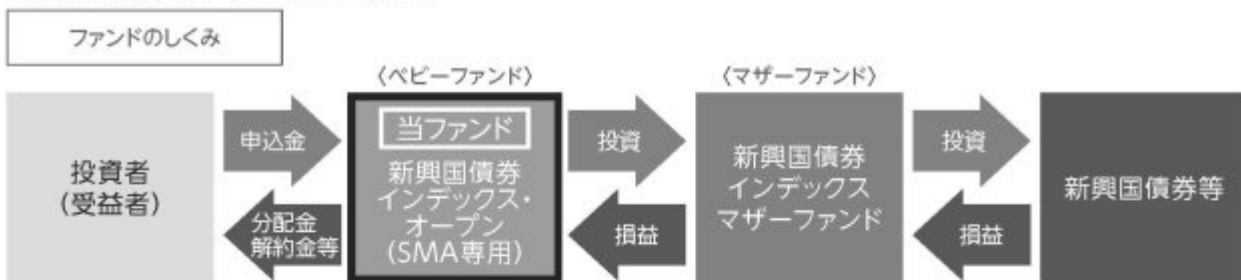 ファンドのしくみ
〈ベビーファンド〉
〈マザーファンド〉
投資者
(受益者)
申込金
分配金
解約金等
当ファンド
新興国債券
インデックス・
オープン
(SMA専用)
投資
損益
新興国債券
インデックス
マザーファンド
投資
損益
新興国債券等